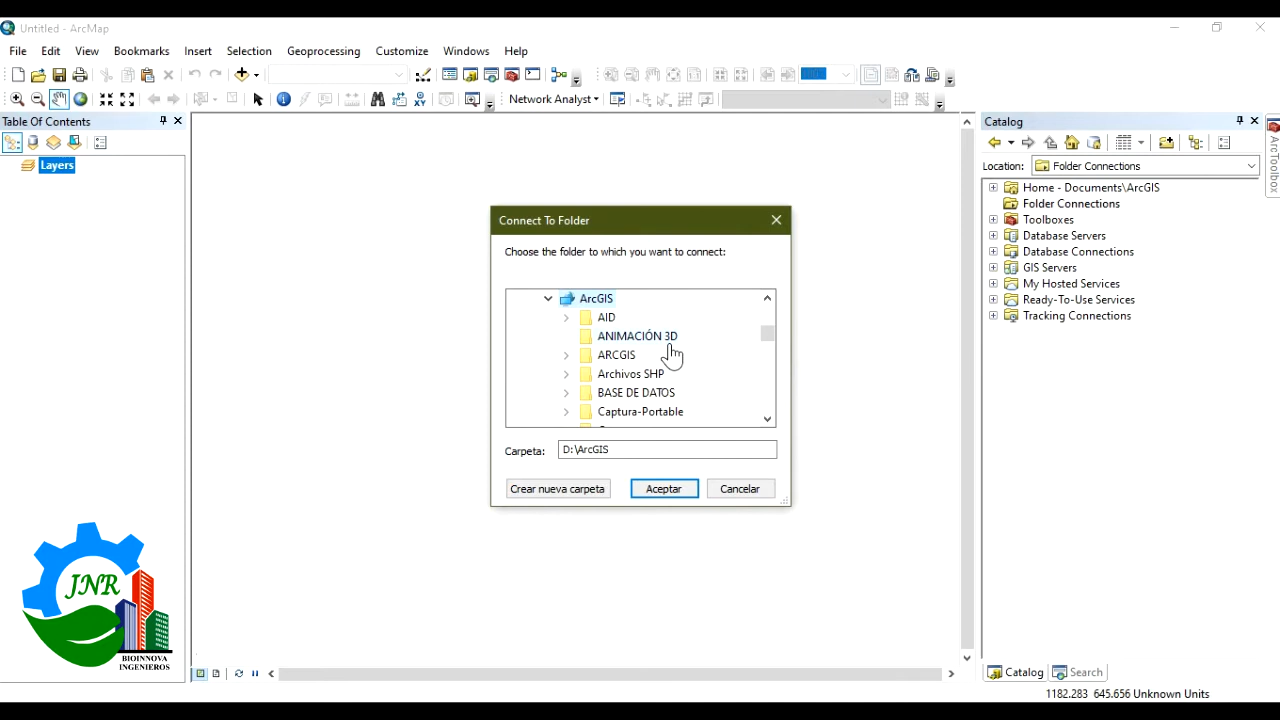 Untitled - ArcMap
File Edit View Bookmarks Insert Selection Geoprocessing Customize Windows Help
Network Analyst
Table Of Contents
Layers
Catalog
Location: Folder Connections
Home - Documents\ArcGIS
Folder Connections
Toolboxes
Database Servers
Database Connections
GIS Servers
My Hosted Services
Ready-To-Use Services
Tracking Connections
ArcToolbox
Connect To Folder
Choose the folder to which you want to connect:
ArcGIS
AID
ANIMACIÓN 3D
ARCGIS
Archivos SHP
BASE DE DATOS
Captura-Portable
Carpeta: D:\ArcGIS
Crear nueva carpeta Aceptar Cancelar
JNR
BIOINNOVA
INGENIEROS
Catalog Search
1182.283 645.656 Unknown Units